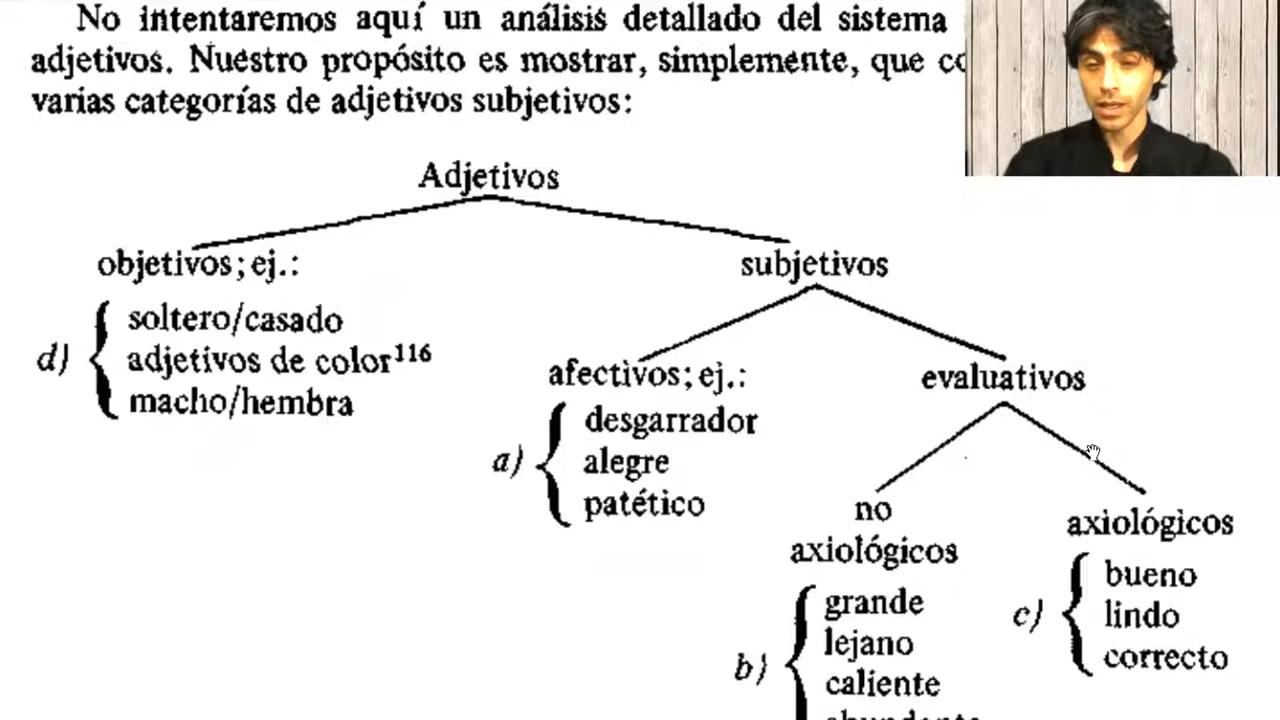 No intentaremos aquí un análisis detallado del sistema
adjetivos. Nuestro propósito es mostrar, simplemente, que
varias categorías de adjetivos subjetivos:
Adjetivos
objetivos; ej.:
subjetivos
d)
soltero/casado
adjetivos de color116
macho/hembra
afectivos; ej.:
a)
desgarrador
alegre
patético
evaluativos
no
axiológicos
b)
grande
lejano
caliente
axiológicos
c)
bueno
lindo
correcto